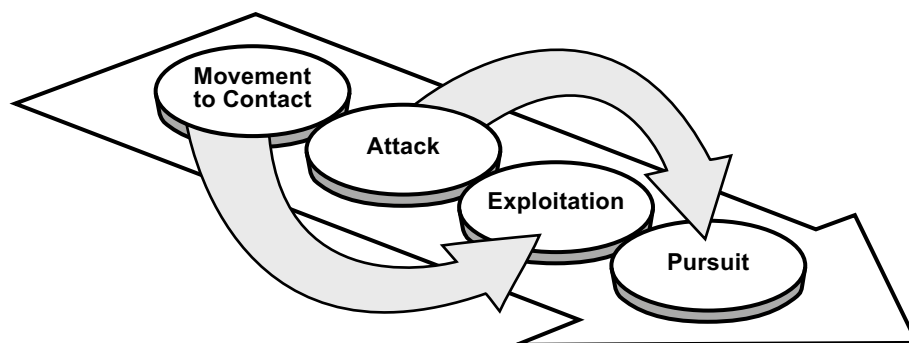 Movement
to Contact
Attack
Exploitation
Pursuit